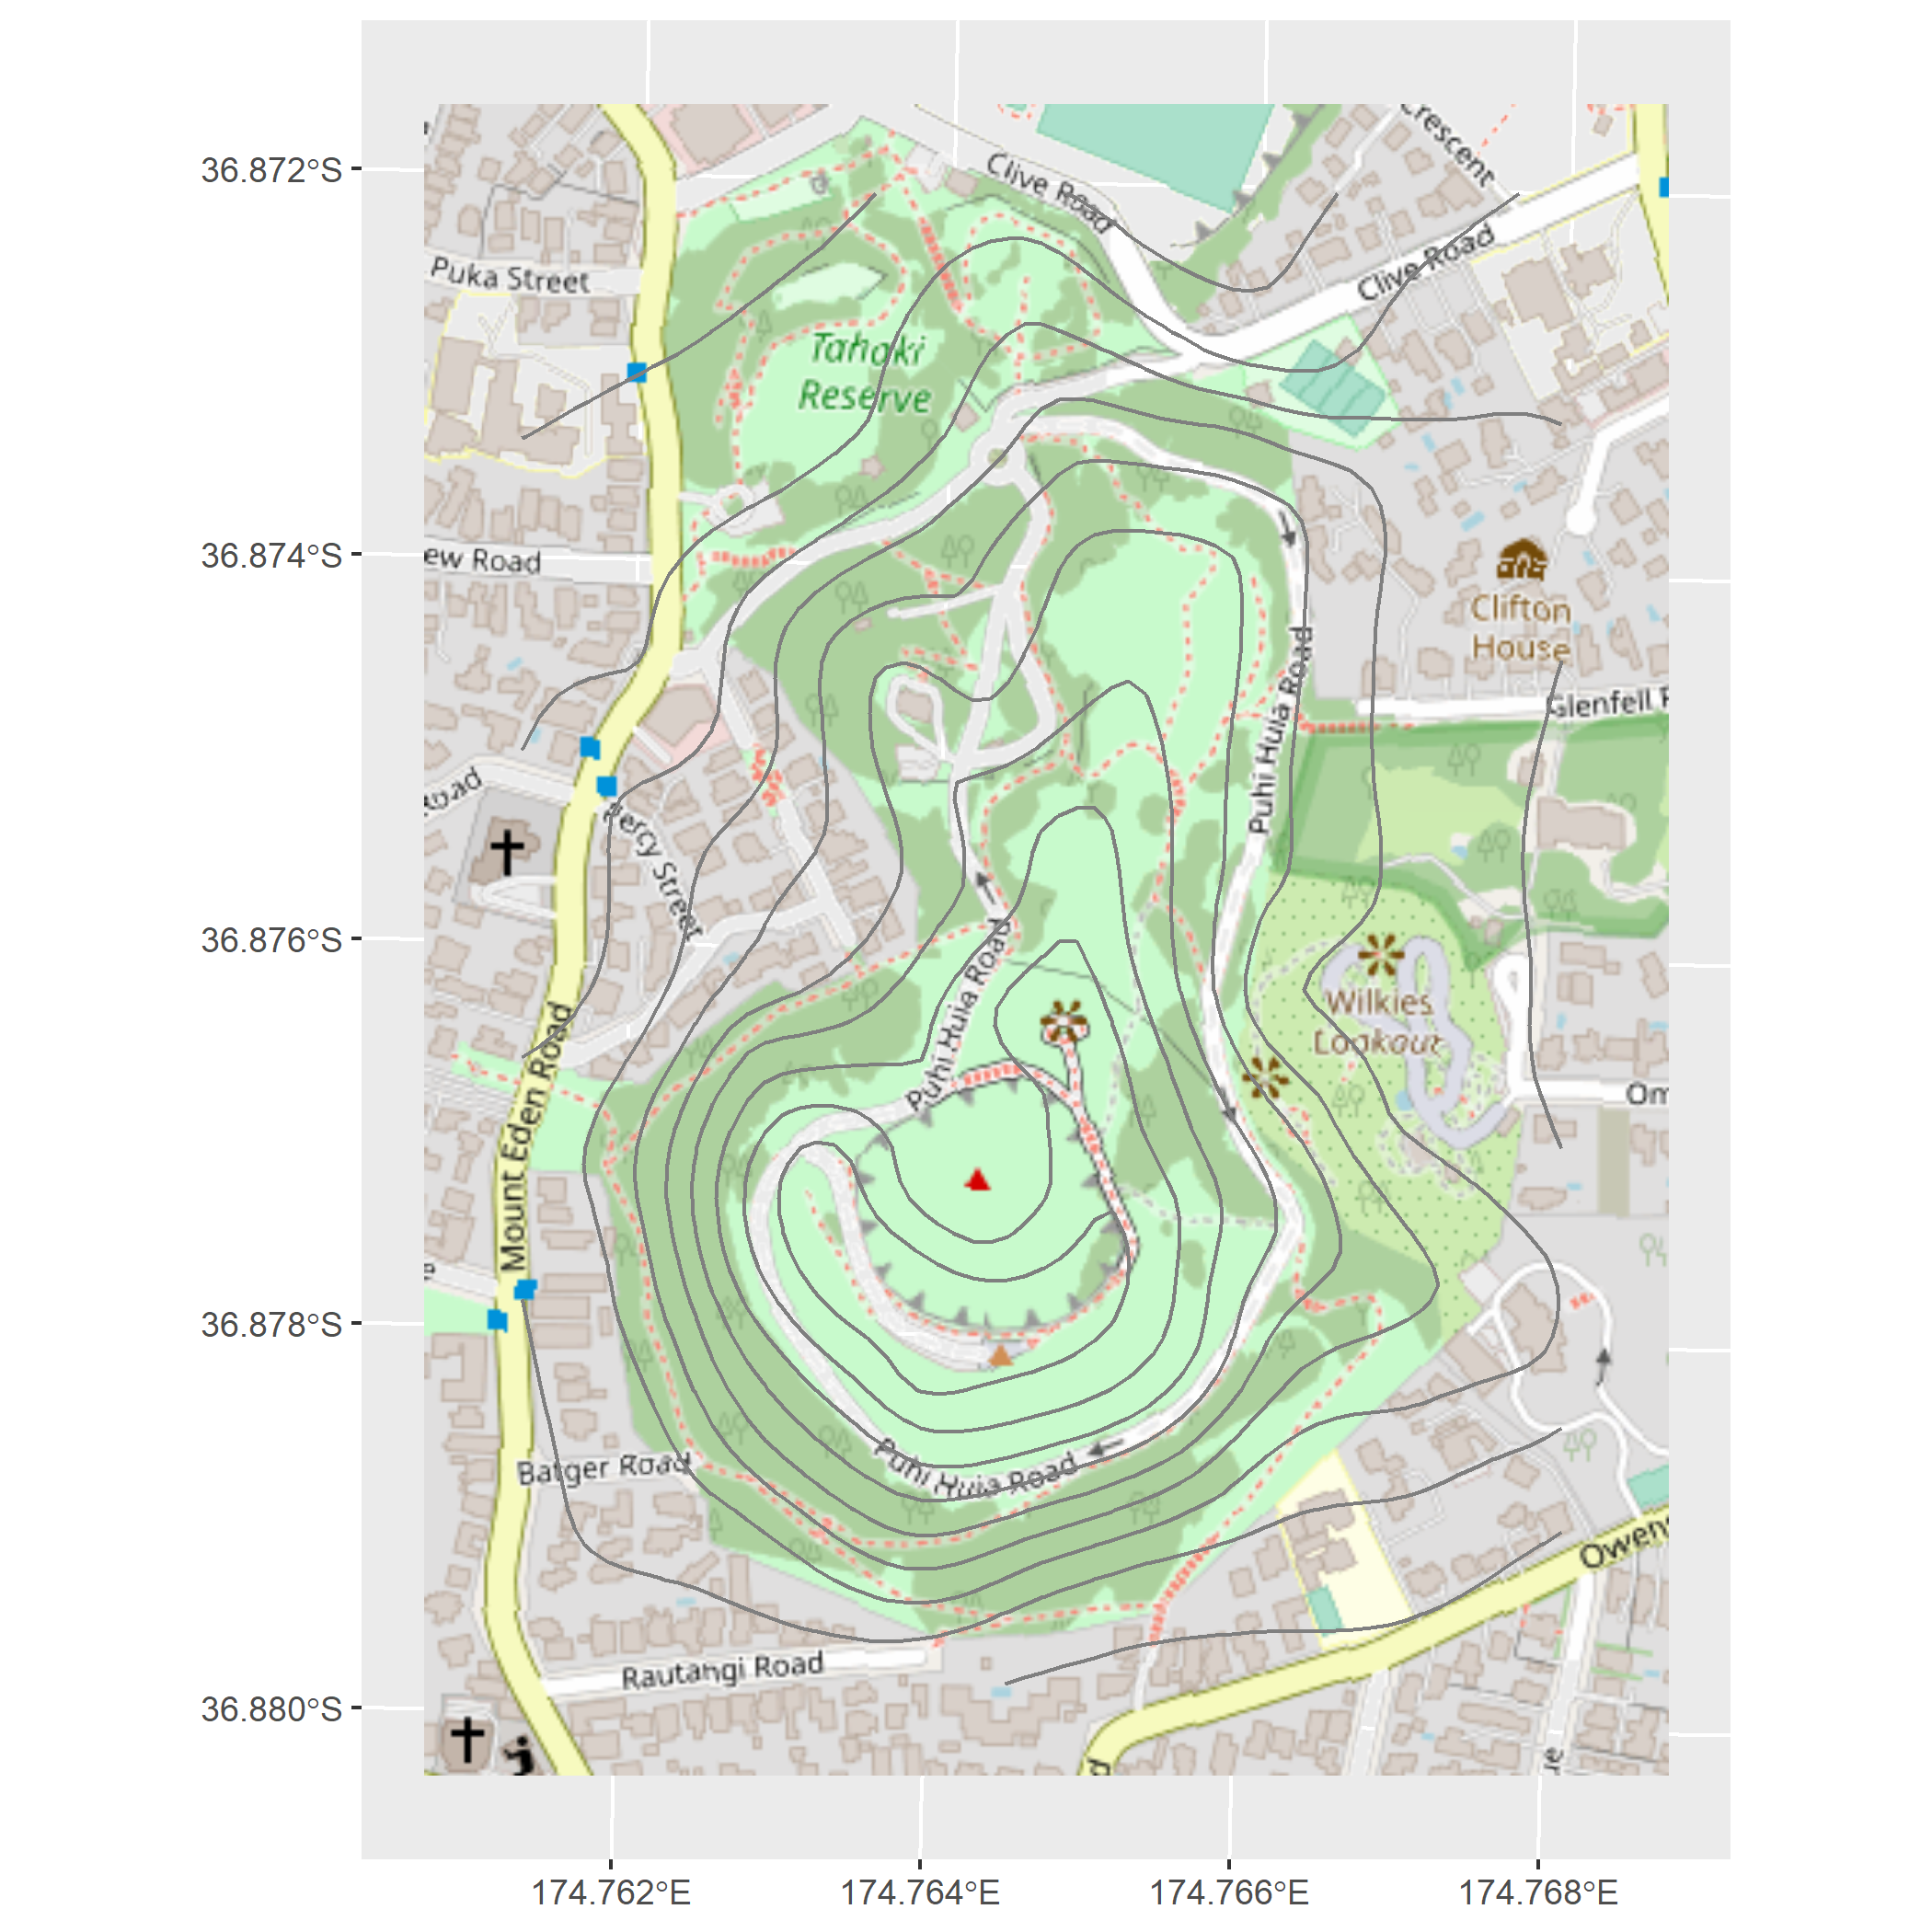 36.872°S
36.874°S
36.876°S
36.878°S
36.880°S
Crescent
Clive Road
Clive Road
Puka Street
Tahaki
Reserve
ew Road
Clifton
House
Glenfell
Puhi Huia Road
oad
Percy Street
Puhi Huia Road
Wilkies
Lookout
Om
Mount Eden Road
Puhi Huia Road
Batger Road
Owens
Rautangi Road
174.762°E
174.764°E
174.766°E
174.768°E